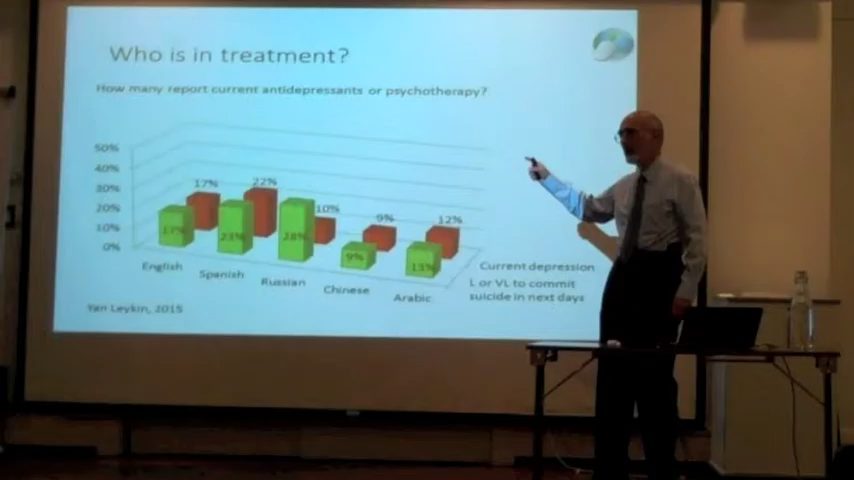 Who is in treatment?
How many report current antidepressants or psychotherapy?
50%
40%
30%
20%
10%
0%
17%
22%
10%
9%
12%
17%
23%
28%
9%
13%
English
Spanish
Russian
Chinese
Arabic
Current depression
L or VL to commit
suicide in next days
Yan Leykin, 2015